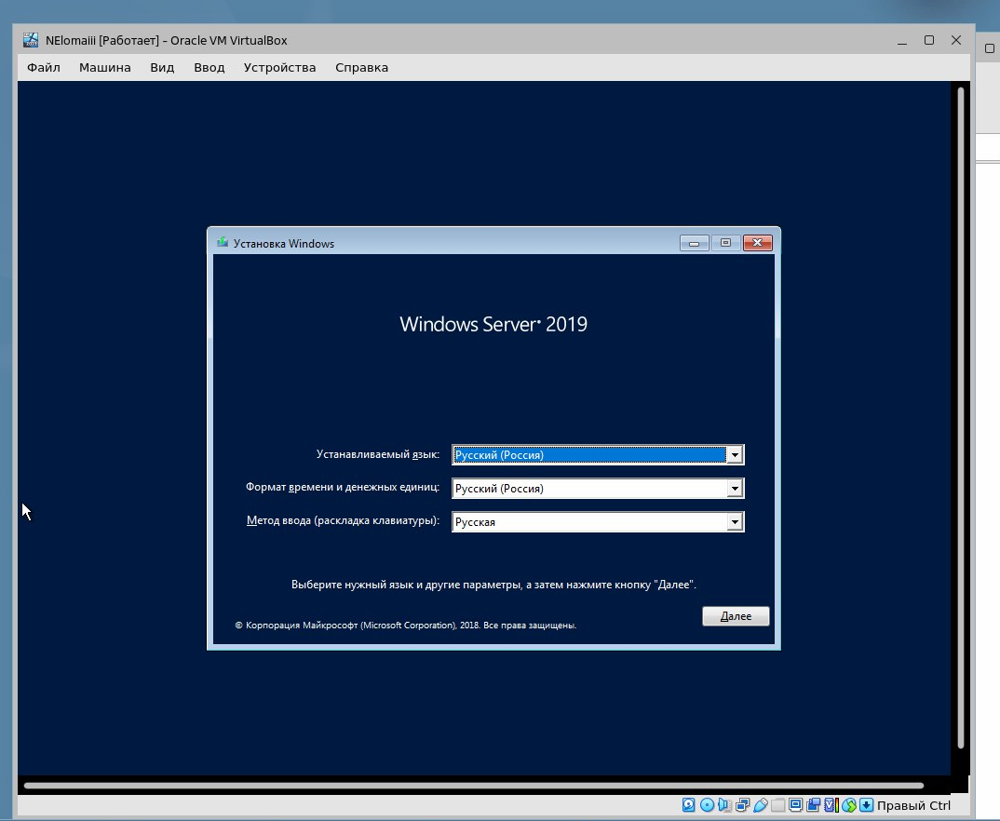 NElomaiii [Работает] - Oracle VM VirtualBox
Файл Машина Вид Ввод Устройства Справка
Установка Windows
Windows Server 2019
Устанавливаемый язык: Русский (Россия)
Формат времени и денежных единиц: Русский (Россия)
Метод ввода (раскладка клавиатуры): Русская
Выберите нужный язык и другие параметры, а затем нажмите кнопку "Далее".
Далее
© Корпорация Майкрософт (Microsoft Corporation), 2018. Все права защищены.
Правый Ctrl